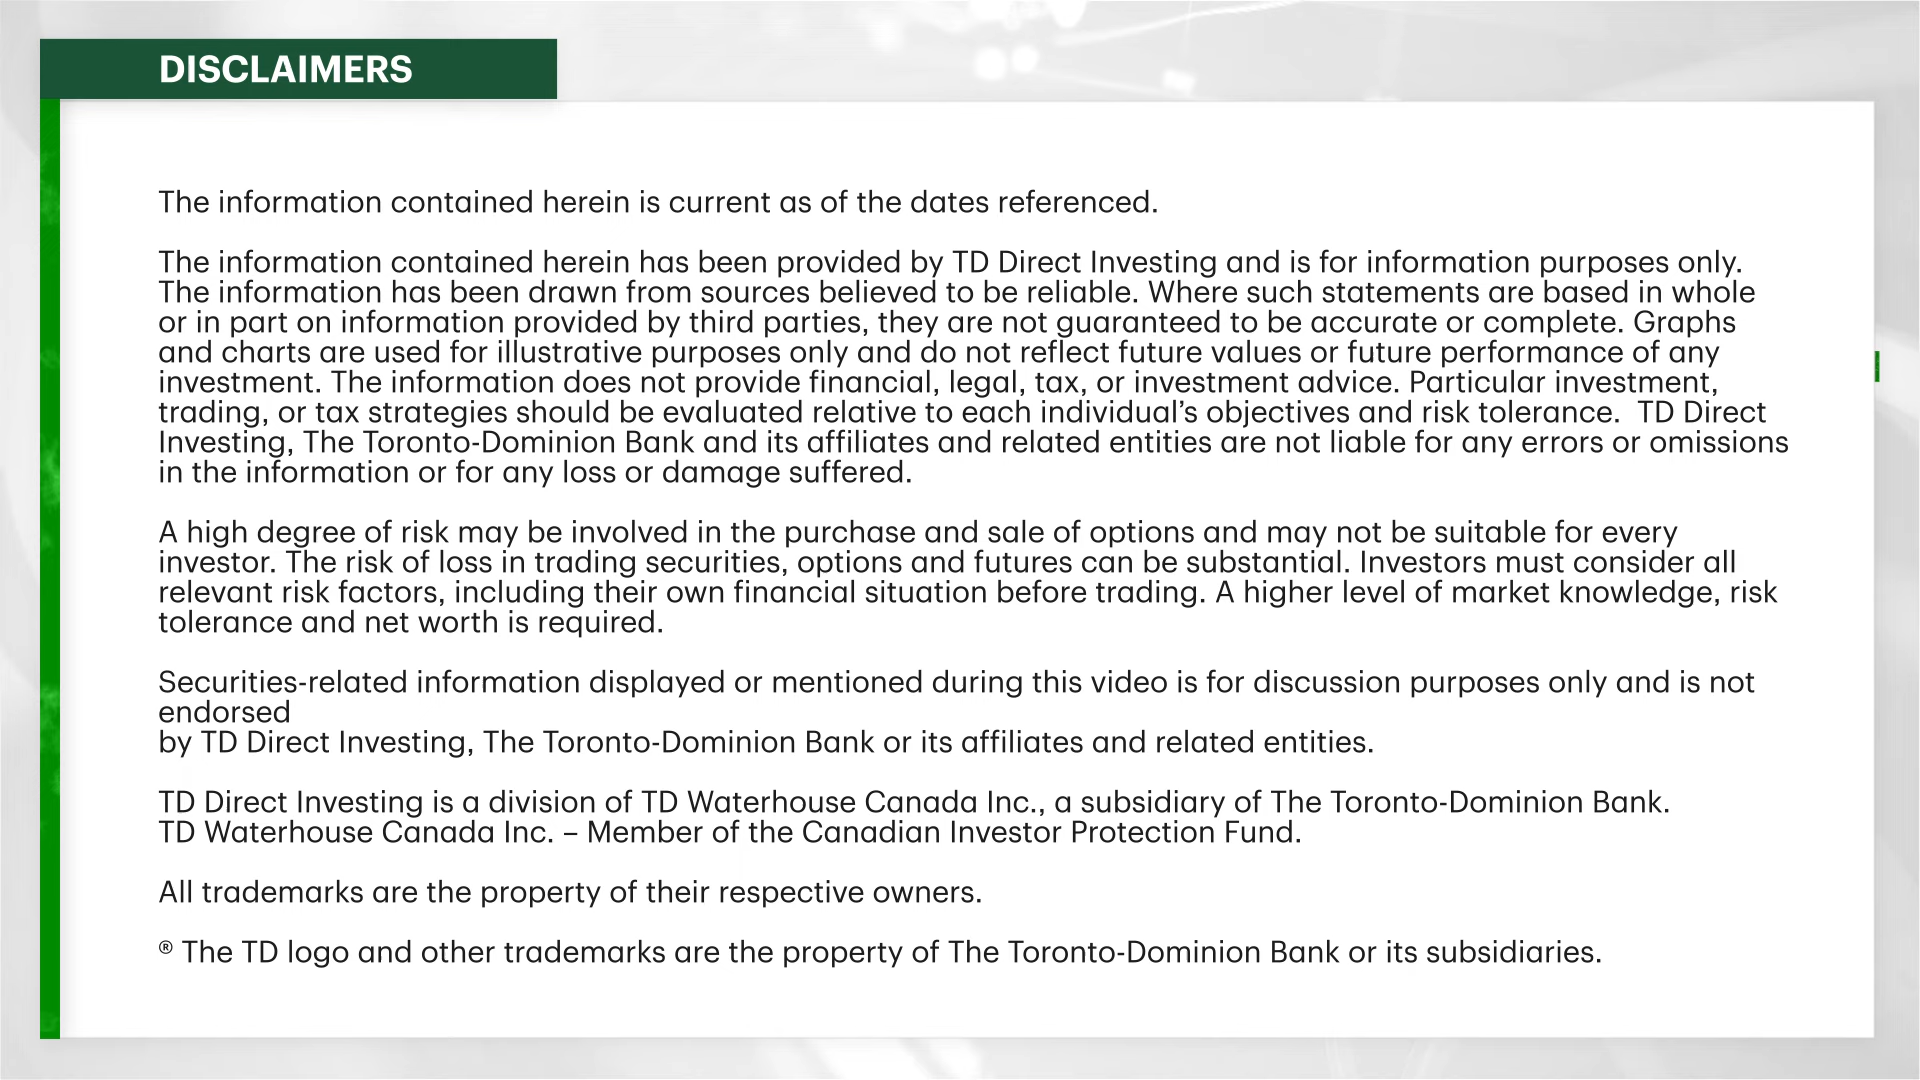 DISCLAIMERS
The information contained herein is current as of the dates referenced.
The information contained herein has been provided by TD Direct Investing and is for information purposes only.
The information has been drawn from sources believed to be reliable. Where such statements are based in whole
or in part on information provided by third parties, they are not guaranteed to be accurate or complete. Graphs
and charts are used for illustrative purposes only and do not reflect future values or future performance of any
investment. The information does not provide financial, legal, tax, or investment advice. Particular investment,
trading, or tax strategies should be evaluated relative to each individual’s objectives and risk tolerance.  TD Direct
Investing, The Toronto-Dominion Bank and its affiliates and related entities are not liable for any errors or omissions
in the information or for any loss or damage suffered.
A high degree of risk may be involved in the purchase and sale of options and may not be suitable for every
investor. The risk of loss in trading securities, options and futures can be substantial. Investors must consider all
relevant risk factors, including their own financial situation before trading. A higher level of market knowledge, risk
tolerance and net worth is required.
Securities-related information displayed or mentioned during this video is for discussion purposes only and is not
endorsed
by TD Direct Investing, The Toronto-Dominion Bank or its affiliates and related entities.
TD Direct Investing is a division of TD Waterhouse Canada Inc., a subsidiary of The Toronto-Dominion Bank.
TD Waterhouse Canada Inc. – Member of the Canadian Investor Protection Fund.
All trademarks are the property of their respective owners.
® The TD logo and other trademarks are the property of The Toronto-Dominion Bank or its subsidiaries.